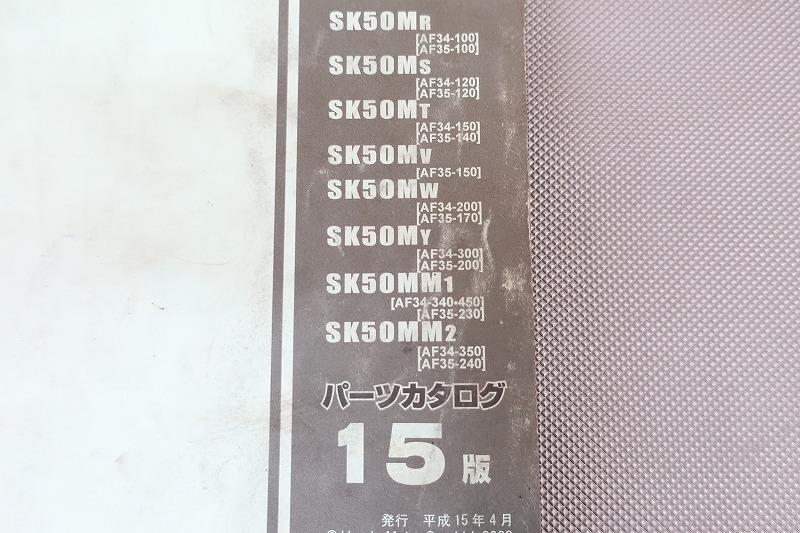 SK50MR
[AF34-100]
[AF35-100]
SK50MS
[AF34-120]
[AF35-120]
SK50MT
[AF34-150]
[AF35-140]
SK50MV
[AF35-150]
SK50MW
[AF34-200]
[AF35-170]
SK50MY
[AF34-300]
[AF35-200]
SK50MM1
[AF34-340•450]
[AF35-230]
SK50MM2
[AF34-350]
[AF35-240]
パーツカタログ
15版
発行 平成15年4月